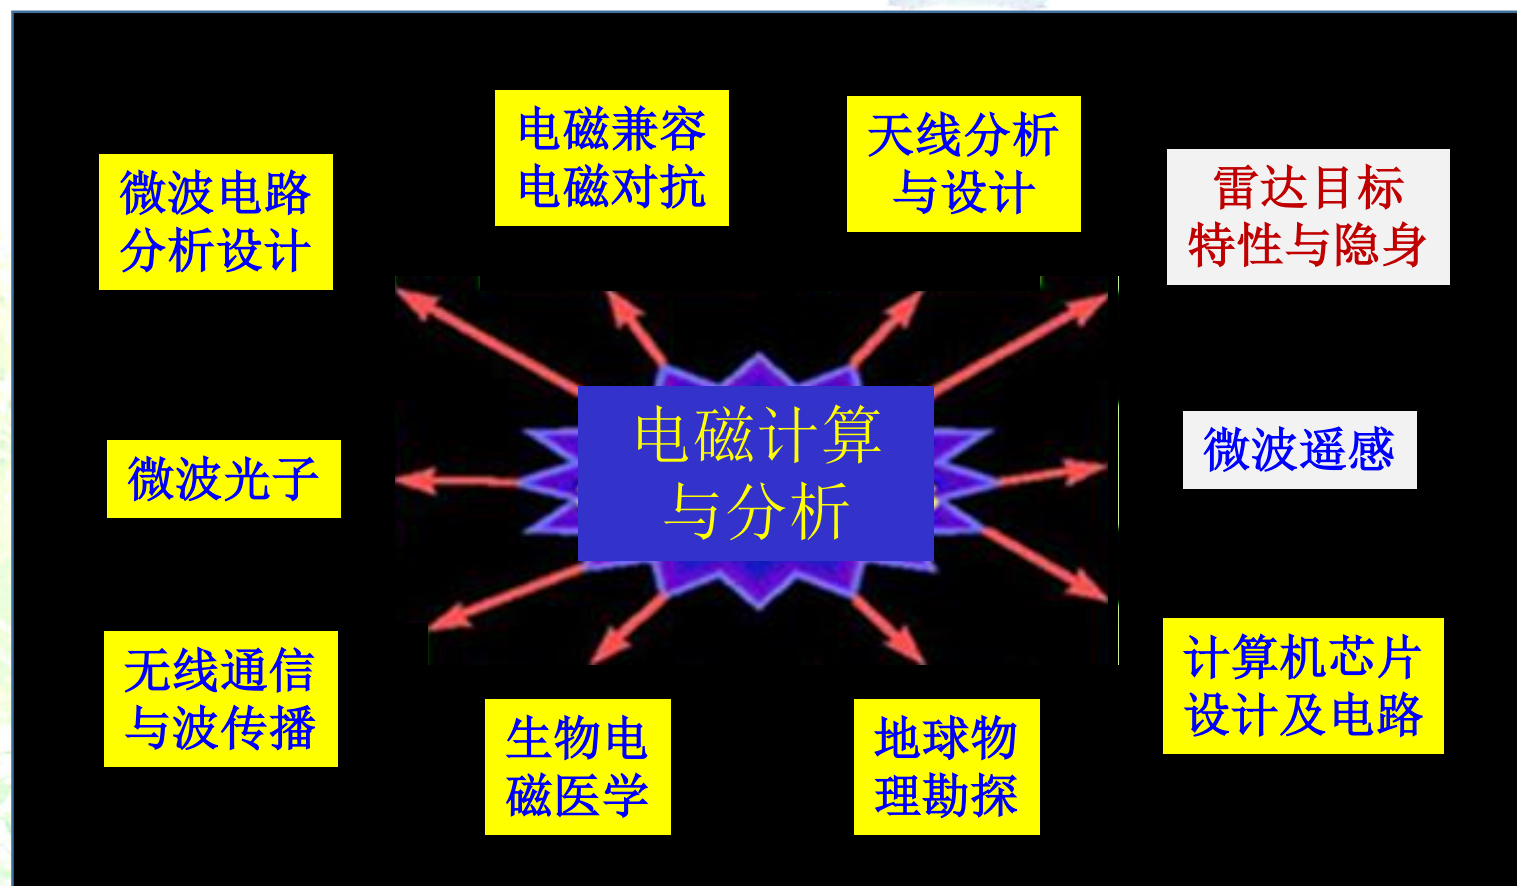 电磁兼容
电磁对抗
天线分析
与设计
微波电路
分析设计
雷达目标
特性与隐身
电磁计算
与分析
微波光子
微波遥感
无线通信
与波传播
计算机芯片
设计及电路
生物电
磁医学
地球物
理勘探